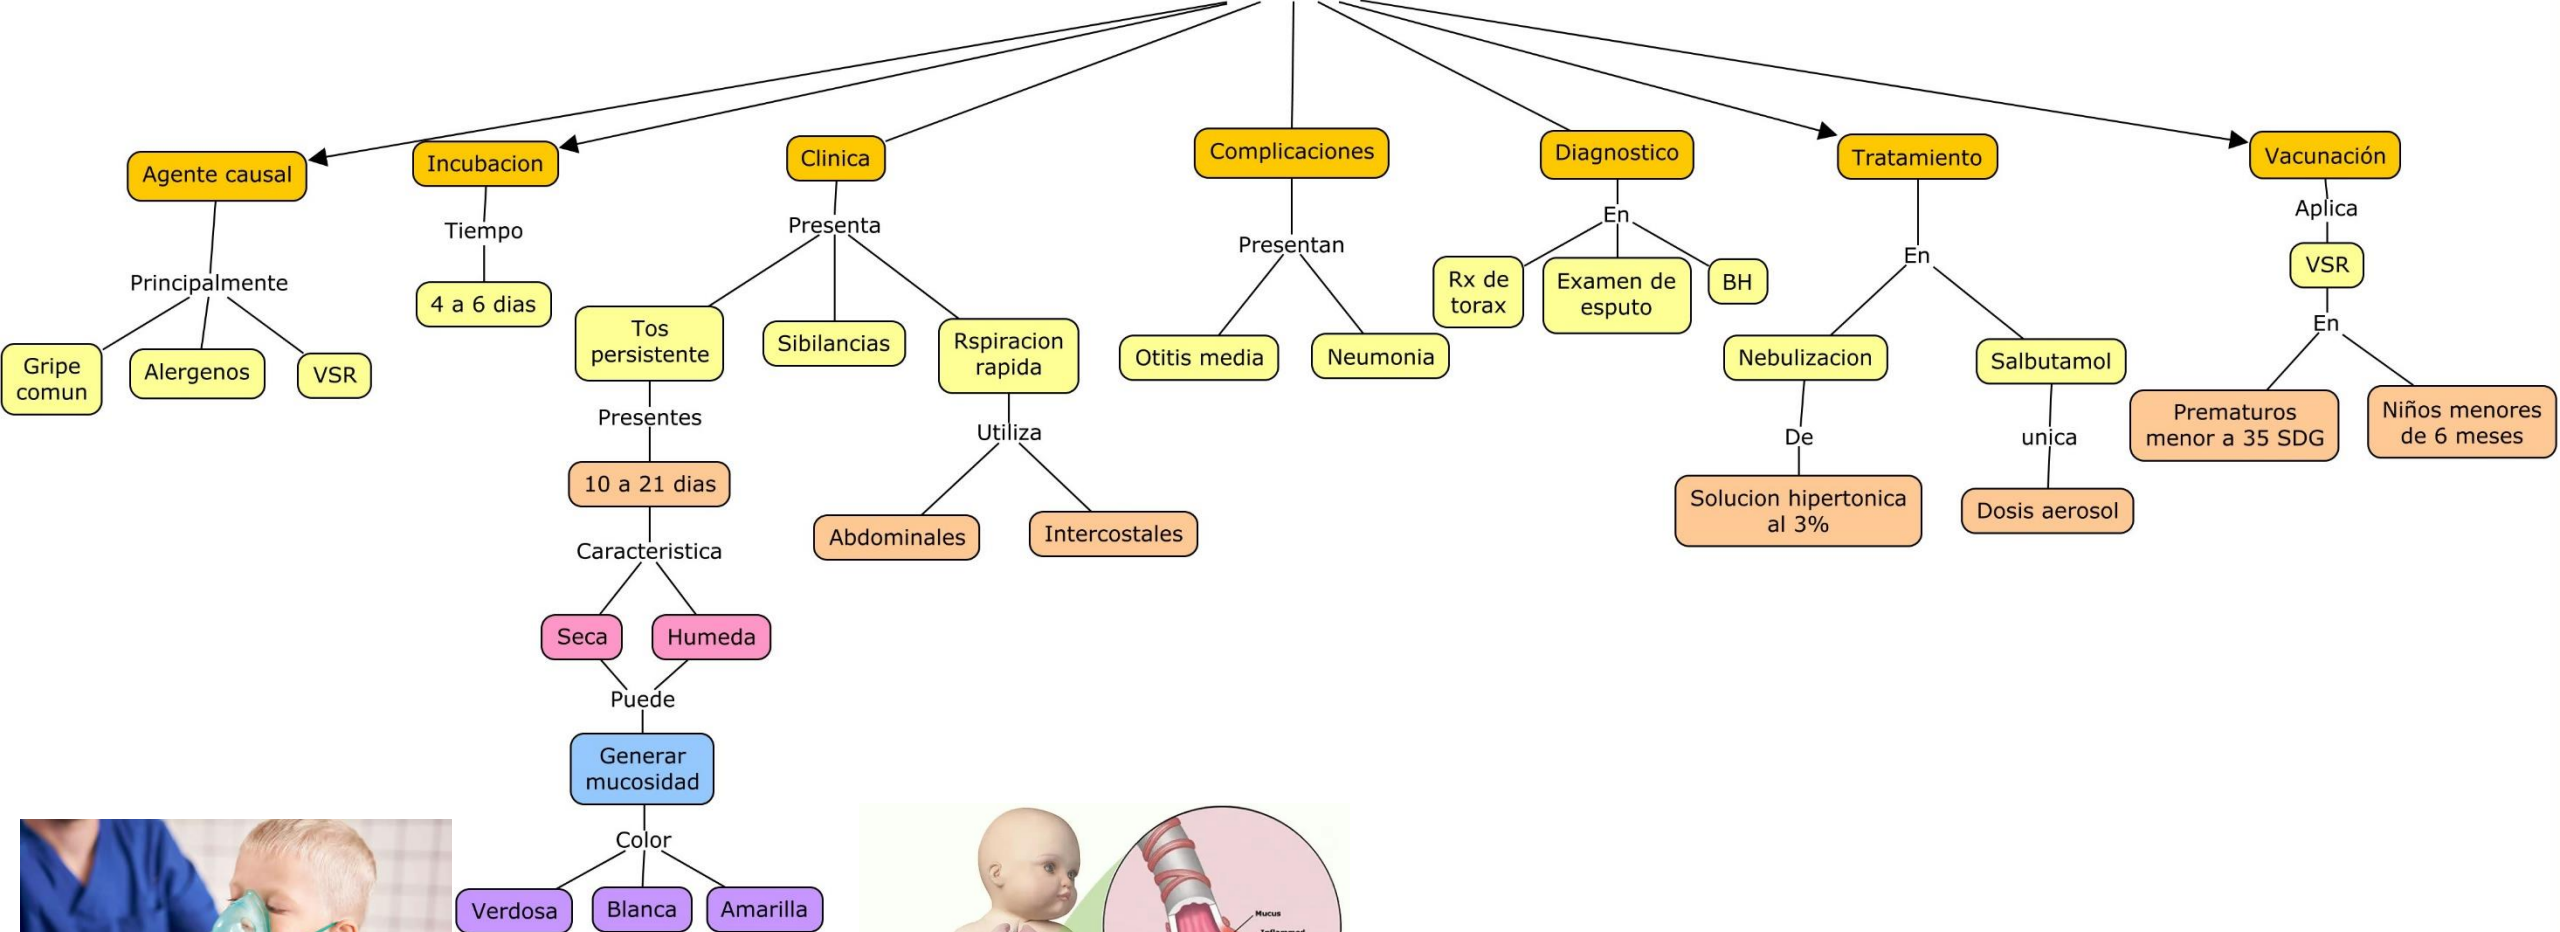 Agente causal
Principalmente
Gripe
comun
Alergenos
VSR
Incubacion
Tiempo
4 a 6 dias
Clinica
Presenta
Tos
persistente
Presentes
10 a 21 dias
Caracteristica
Seca
Humeda
Puede
Generar
mucosidad
Color
Verdosa
Blanca
Amarilla
Sibilancias
Rspiracion
rapida
Utiliza
Abdominales
Intercostales
Complicaciones
Presentan
Otitis media
Neumonia
Diagnostico
En
Rx de
torax
Examen de
esputo
BH
Tratamiento
En
Nebulizacion
De
Solucion hipertonica
al 3%
Salbutamol
unica
Dosis aerosol
Vacunación
Aplica
VSR
En
Prematuros
menor a 35 SDG
Niños menores
de 6 meses
Mucus